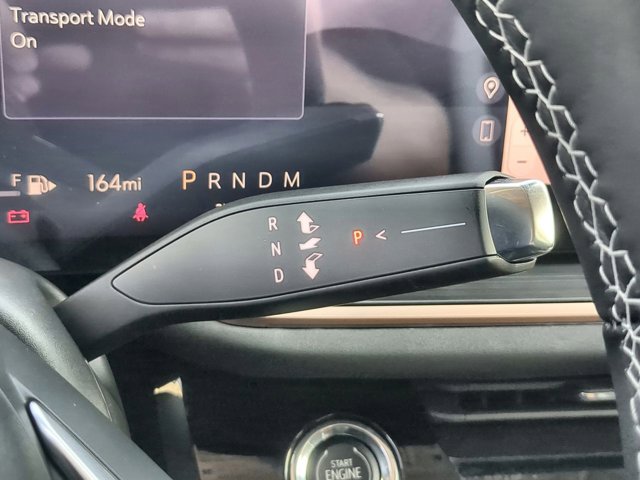 Transport Mode
On
F 164mi P R N D M
R
N P <
D
START
ENGINE